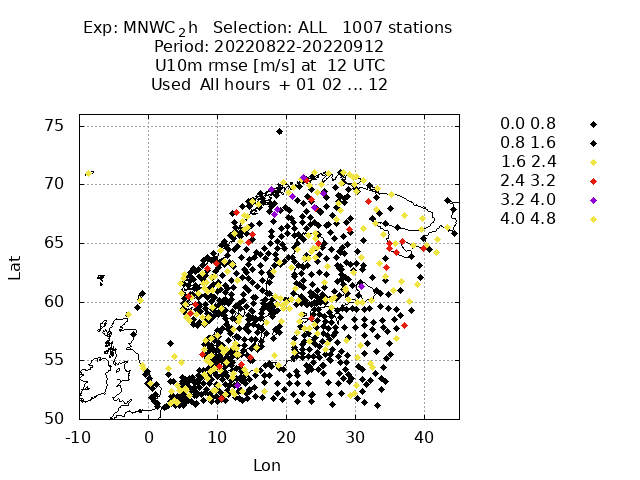 Exp: MNWC₂h   Selection: ALL   1007 stations
Period: 20220822-20220912
U10m rmse [m/s] at  12 UTC
Used  All hours  + 01 02 ... 12
0.0 0.8
0.8 1.6
1.6 2.4
2.4 3.2
3.2 4.0
4.0 4.8
75
70
65
60
55
50
Lat
-10 0 10 20 30 40
Lon